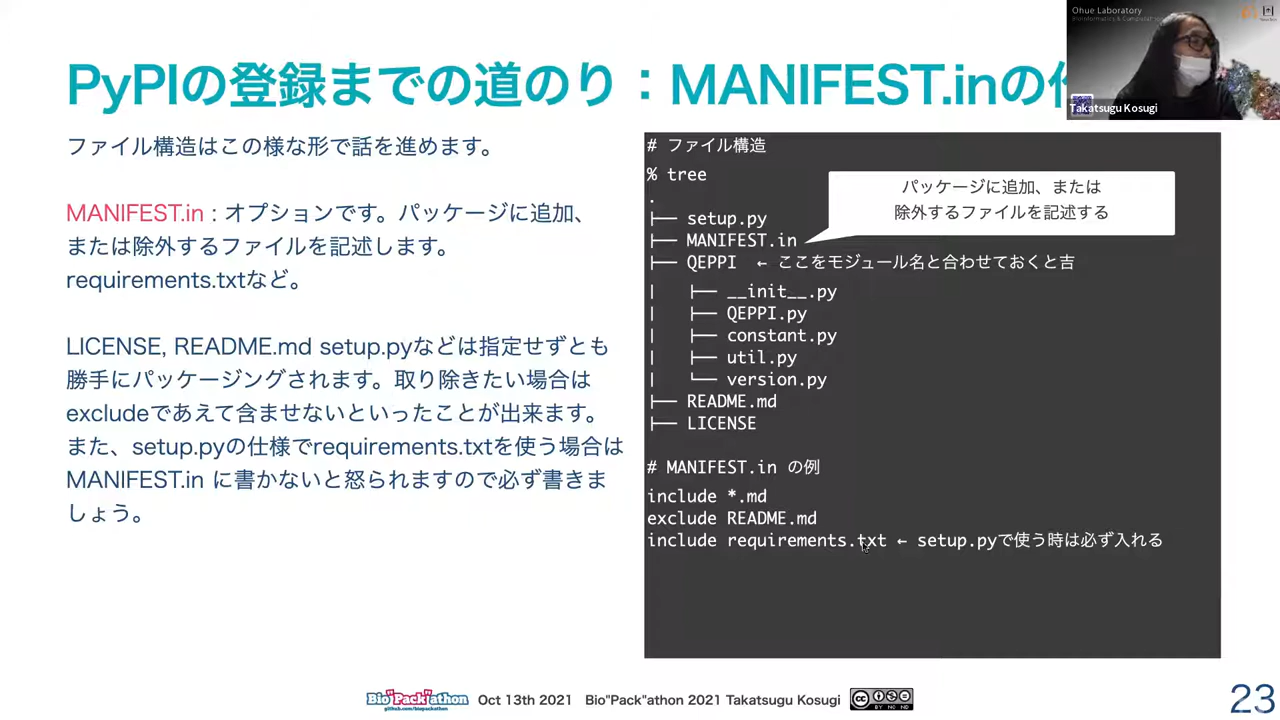 Ohue Laboratory
Takatsugu Kosugi
PyPIの登録までの道のり：MANIFEST.inの
ファイル構造はこの様な形で話を進めます。
MANIFEST.in : オプションです。パッケージに追加、
または除外するファイルを記述します。
requirements.txtなど。
LICENSE, README.md setup.pyなどは指定せずとも
勝手にパッケージングされます。取り除きたい場合は
excludeであえて含ませないといったことが出来ます。
また、setup.pyの仕様でrequirements.txtを使う場合は
MANIFEST.in に書かないと怒られますので必ず書きま
しょう。
# ファイル構造
% tree
.
├── setup.py
├── MANIFEST.in
パッケージに追加、または
除外するファイルを記述する
├── QEPPI ← ここをモジュール名と合わせておくと吉
|   ├── __init__.py
|   ├── QEPPI.py
|   ├── constant.py
|   ├── util.py
|   └── version.py
├── README.md
├── LICENSE
# MANIFEST.in の例
include *.md
exclude README.md
include requirements.txt ← setup.pyで使う時は必ず入れる
Bio"Pack"athon
github.com/biopackathon
Oct 13th 2021 Bio"Pack"athon 2021 Takatsugu Kosugi
CC BY NC ND
23